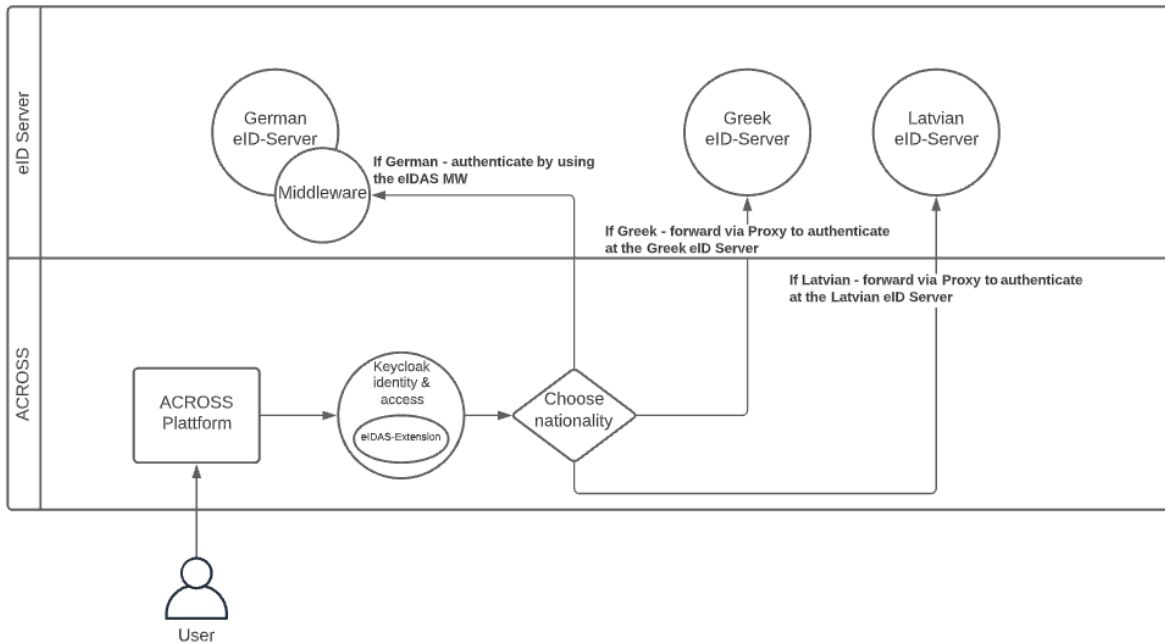 eID Server
German
eID-Server
Middleware
If German - authenticate by using
the eIDAS MW
Greek
eID-Server
Latvian
eID-Server
If Greek - forward via Proxy to authenticate
at the Greek eID Server
If Latvian - forward via Proxy to authenticate
at the Latvian eID Server
ACROSS
ACROSS
Plattform
Keycloak
identity &
access
eIDAS-Extension
Choose
nationality
User